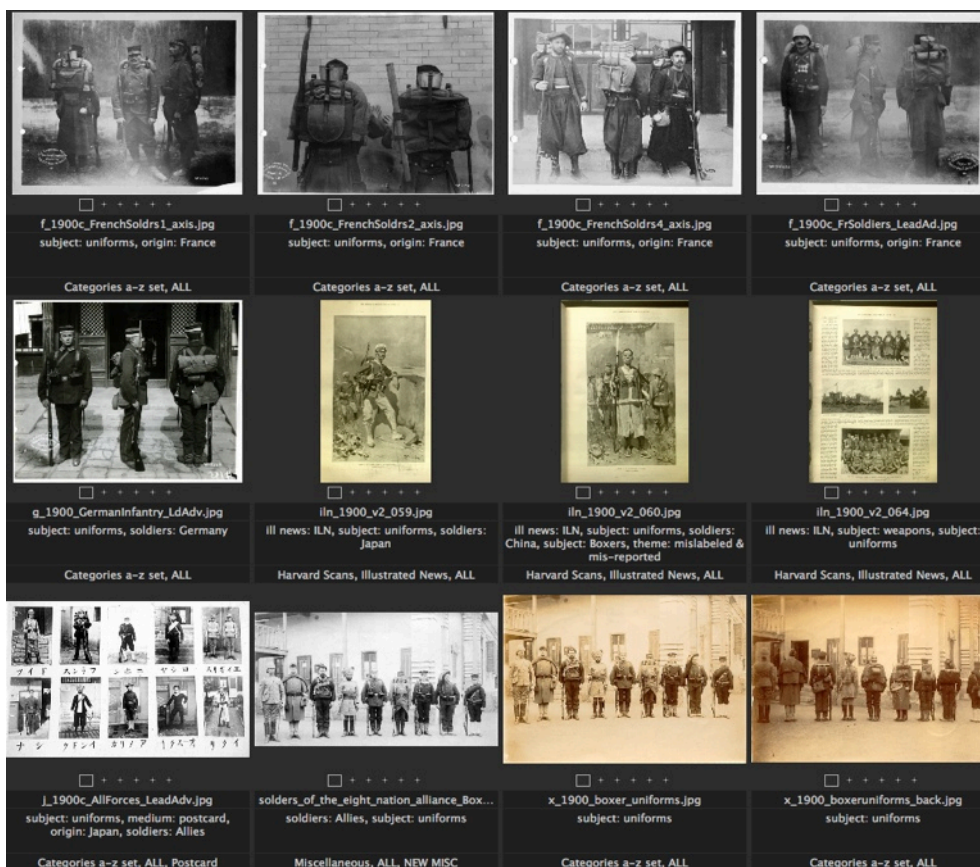 f_1900c_FrenchSoldrs1_axis.jpg
subject: uniforms, origin: France
Categories a-z set, ALL
f_1900c_FrenchSoldrs2_axis.jpg
subject: uniforms, origin: France
Categories a-z set, ALL
f_1900c_FrenchSoldrs4_axis.jpg
subject: uniforms, origin: France
Categories a-z set, ALL
f_1900c_FrSoldiers_LeadAd.jpg
subject: uniforms, origin: France
Categories a-z set, ALL
g_1900_GermanInfantry_LdAdv.jpg
subject: uniforms, soldiers: Germany
Categories a-z set, ALL
iln_1900_v2_059.jpg
ill news: ILN, subject: uniforms, soldiers:
Japan
Harvard Scans, Illustrated News, ALL
iln_1900_v2_060.jpg
ill news: ILN, subject: uniforms, soldiers:
China, subject: Boxers, theme: mislabeled &
mis-reported
Harvard Scans, Illustrated News, ALL
iln_1900_v2_064.jpg
ill news: ILN, subject: weapons, subject:
uniforms
Harvard Scans, Illustrated News, ALL
j_1900c_AllForces_LeadAdv.jpg
subject: uniforms, medium: postcard,
origin: Japan, soldiers: Allies
Categories a-z set, ALL, Postcard
solders_of_the_eight_nation_alliance_Box...
soldiers: Allies, subject: uniforms
Miscellaneous, ALL, NEW MISC
x_1900_boxer_uniforms.jpg
subject: uniforms
Categories a-z set, ALL
x_1900_boxeruniforms_back.jpg
subject: uniforms
Categories a-z set, ALL